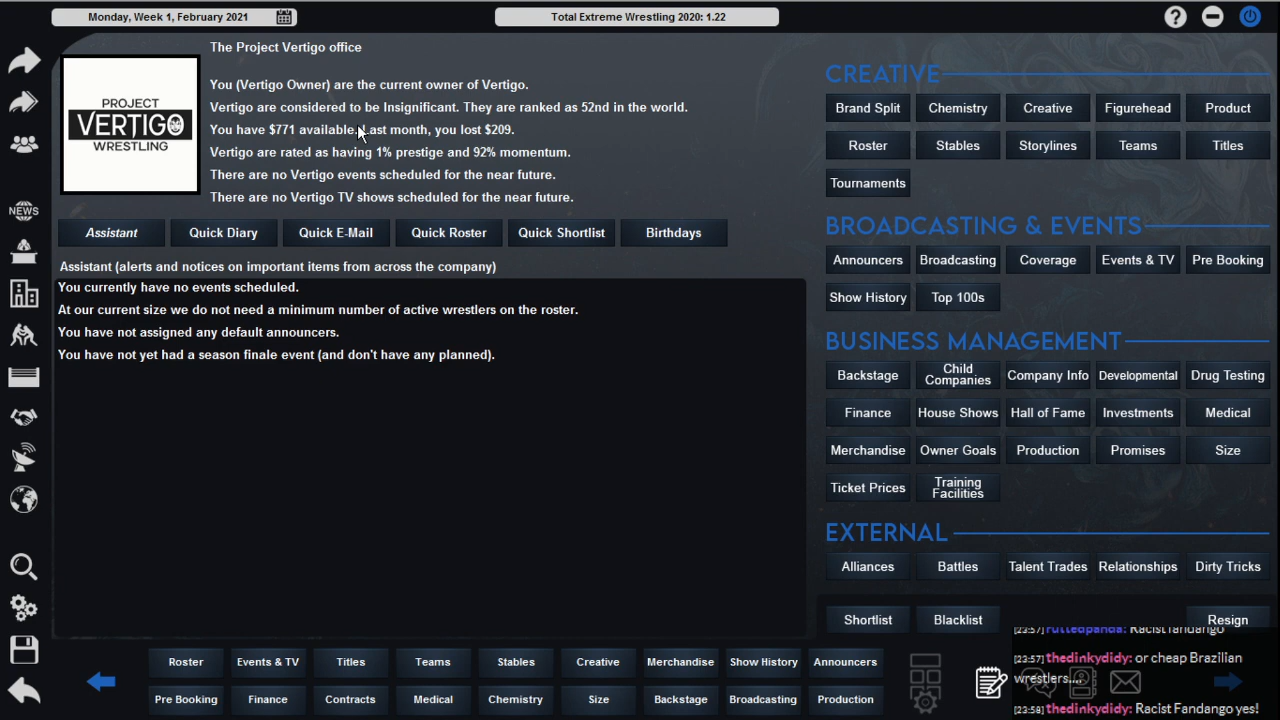 Monday, Week 1, February 2021
Total Extreme Wrestling 2020: 1.22
?
The Project Vertigo office
PROJECT
VERTIGO
WRESTLING
You (Vertigo Owner) are the current owner of Vertigo.
Vertigo are considered to be Insignificant. They are ranked as 52nd in the world.
You have $771 available. Last month, you lost $209.
Vertigo are rated as having 1% prestige and 92% momentum.
There are no Vertigo events scheduled for the near future.
There are no Vertigo TV shows scheduled for the near future.
Assistant Quick Diary Quick E-Mail Quick Roster Quick Shortlist Birthdays
Assistant (alerts and notices on important items from across the company)
You currently have no events scheduled.
At our current size we do not need a minimum number of active wrestlers on the roster.
You have not assigned any default announcers.
You have not yet had a season finale event (and don't have any planned).
NEWS
CREATIVE
Brand Split Chemistry Creative Figurehead Product
Roster Stables Storylines Teams Titles
Tournaments
BROADCASTING & EVENTS
Announcers Broadcasting Coverage Events & TV Pre Booking
Show History Top 100s
BUSINESS MANAGEMENT
Backstage Child Companies Company Info Developmental Drug Testing
Finance House Shows Hall of Fame Investments Medical
Merchandise Owner Goals Production Promises Size
Ticket Prices Training Facilities
EXTERNAL
Alliances Battles Talent Trades Relationships Dirty Tricks
Shortlist Blacklist Resign
Roster Events & TV Titles Teams Stables Creative Merchandise Show History Announcers
Pre Booking Finance Contracts Medical Chemistry Size Backstage Broadcasting Production
[23:57] Futtedpanda: Racist fandango
[23:57] thedinkydidy: or cheap Brazilian
wrestlers....
[23:58] thedinkydidy: Racist Fandango yes!